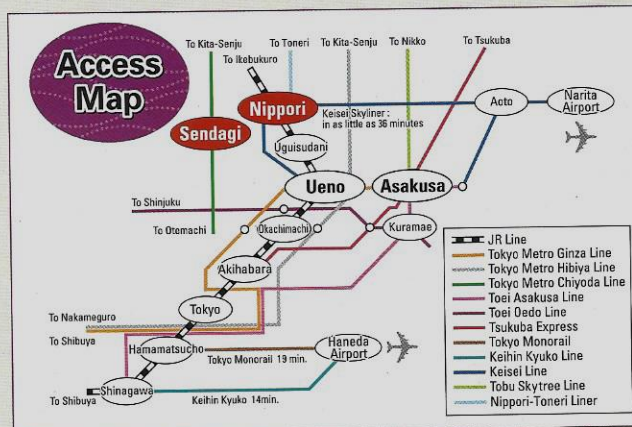 Access
Map
To Kita-Senju
To Toneri
To Kita-Senju
To Nikko
To Tsukuba
To Ikebukuro
Nippori
Sendagi
Keisei Skyliner :
in as little as 36 minutes
Aoto
Narita
Airport
Uguisudani
Ueno
Asakusa
To Shinjuku
To Otemachi
Okachimachi
Kuramae
Akihabara
Tokyo
To Nakameguro
To Shibuya
Hamamatsucho
Tokyo Monorail 19 min.
Haneda
Airport
To Shibuya
Shinagawa
Keihin Kyuko 14min.
JR Line
Tokyo Metro Ginza Line
Tokyo Metro Hibiya Line
Tokyo Metro Chiyoda Line
Toei Asakusa Line
Toei Oedo Line
Tsukuba Express
Tokyo Monorail
Keihin Kyuko Line
Keisei Line
Tobu Skytree Line
Nippori-Toneri Liner